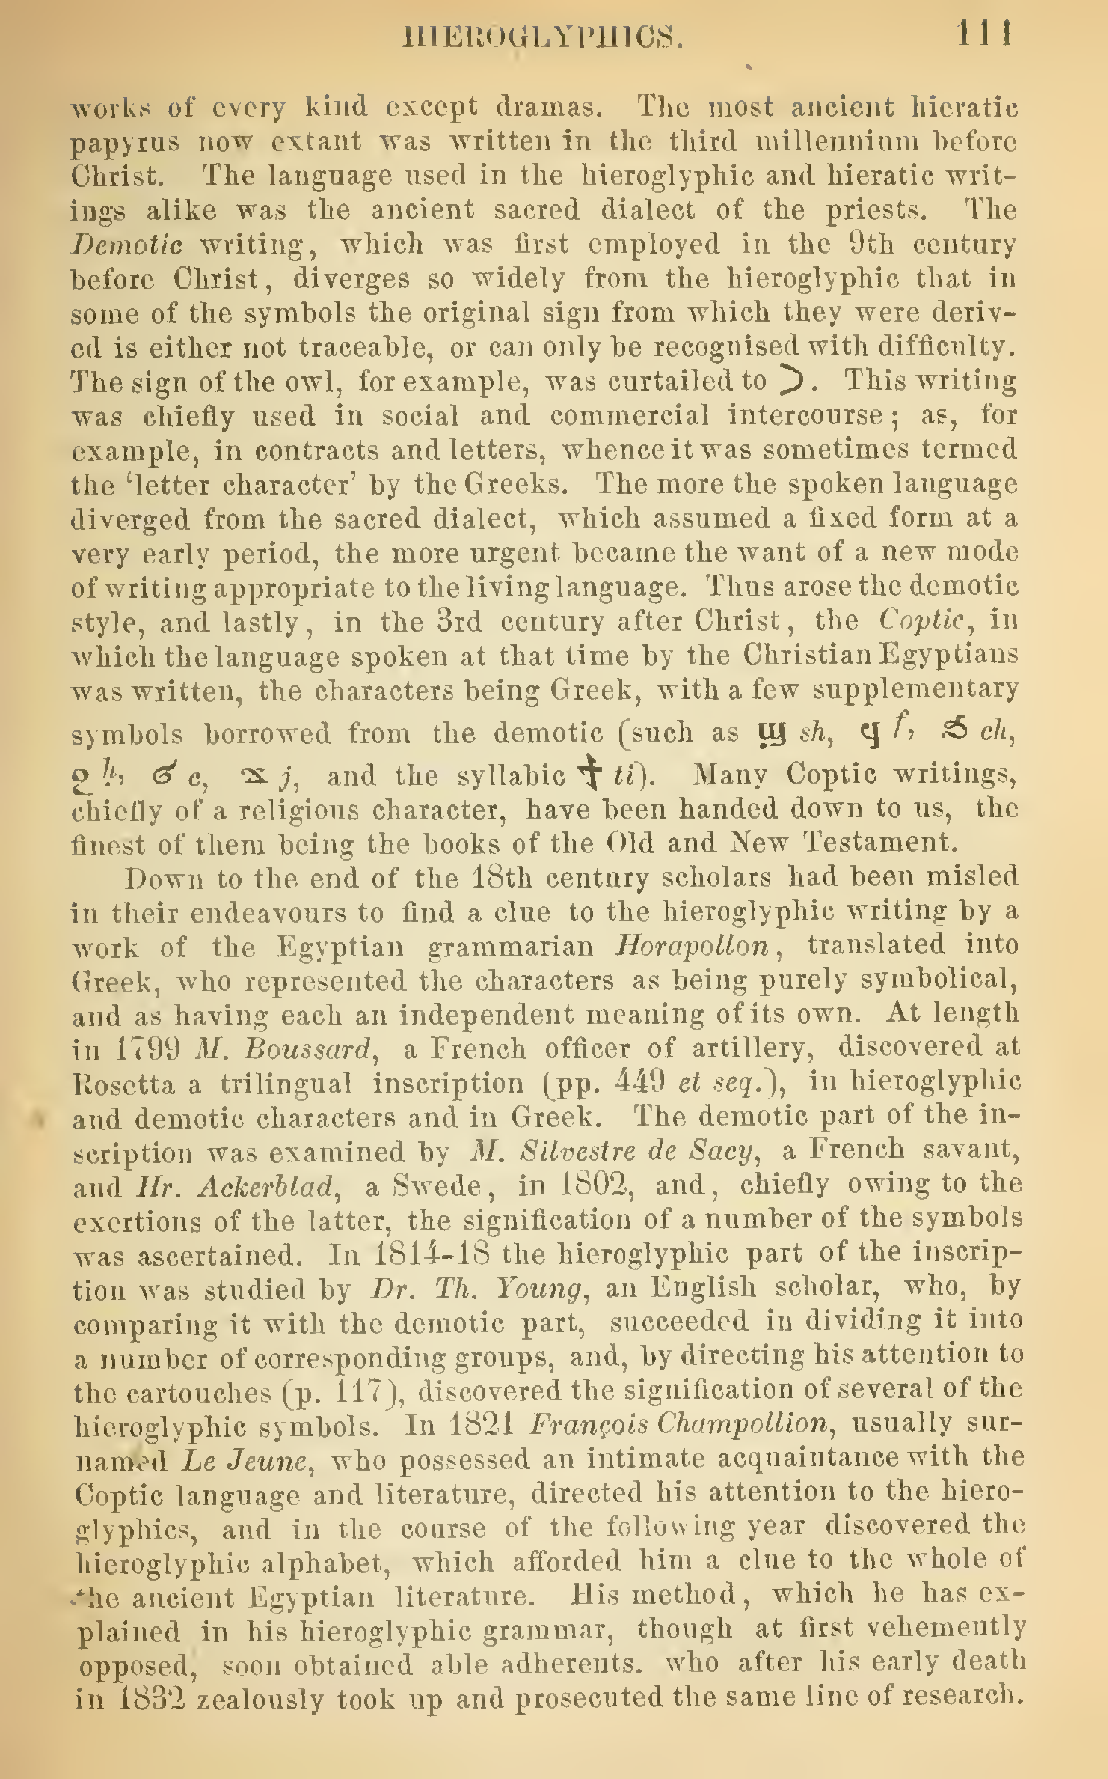 HIEROGLYPHICS. 111
works of every kind except dramas. The most ancient hieratic
papyrus now extant was written in the third millennium before
Christ. The language used in the hieroglyphic and hieratic writ-
ings alike was the ancient sacred dialect of the priests. The
Demotic writing, which was first employed in the 9th century
before Christ, diverges so widely from the hieroglyphic that in
some of the symbols the original sign from which they were deriv-
ed is either not traceable, or can only be recognised with difficulty.
The sign of the owl, for example, was curtailed to ). This writing
was chiefly used in social and commercial intercourse; as, for
example, in contracts and letters, whence it was sometimes termed
the 'letter character' by the Greeks. The more the spoken language
diverged from the sacred dialect, which assumed a fixed form at a
very early period, the more urgent became the want of a new mode
of writing appropriate to the living language. Thus arose the demotic
style, and lastly, in the 3rd century after Christ, the Coptic, in
which the language spoken at that time by the Christian Egyptians
was written, the characters being Greek, with a few supplementary
symbols borrowed from the demotic (such as ϣ sh, ϥ f, ϧ ch,
ϩ h, ϭ c, ϫ j, and the syllabic ϯ ti). Many Coptic writings,
chiefly of a religious character, have been handed down to us, the
finest of them being the books of the Old and New Testament.
Down to the end of the 18th century scholars had been misled
in their endeavours to find a clue to the hieroglyphic writing by a
work of the Egyptian grammarian Horapollon, translated into
Greek, who represented the characters as being purely symbolical,
and as having each an independent meaning of its own. At length
in 1799 M. Boussard, a French officer of artillery, discovered at
Rosetta a trilingual inscription (pp. 449 et seq.), in hieroglyphic
and demotic characters and in Greek. The demotic part of the in-
scription was examined by M. Silvestre de Sacy, a French savant,
and Hr. Ackerblad, a Swede, in 1802, and, chiefly owing to the
exertions of the latter, the signification of a number of the symbols
was ascertained. In 1814-18 the hieroglyphic part of the inscrip-
tion was studied by Dr. Th. Young, an English scholar, who, by
comparing it with the demotic part, succeeded in dividing it into
a number of corresponding groups, and, by directing his attention to
the cartouches (p. 117), discovered the signification of several of the
hieroglyphic symbols. In 1821 François Champollion, usually sur-
named Le Jeune, who possessed an intimate acquaintance with the
Coptic language and literature, directed his attention to the hiero-
glyphics, and in the course of the following year discovered the
hieroglyphic alphabet, which afforded him a clue to the whole of
the ancient Egyptian literature. His method, which he has ex-
plained in his hieroglyphic grammar, though at first vehemently
opposed, soon obtained able adherents. who after his early death
in 1832 zealously took up and prosecuted the same line of research.